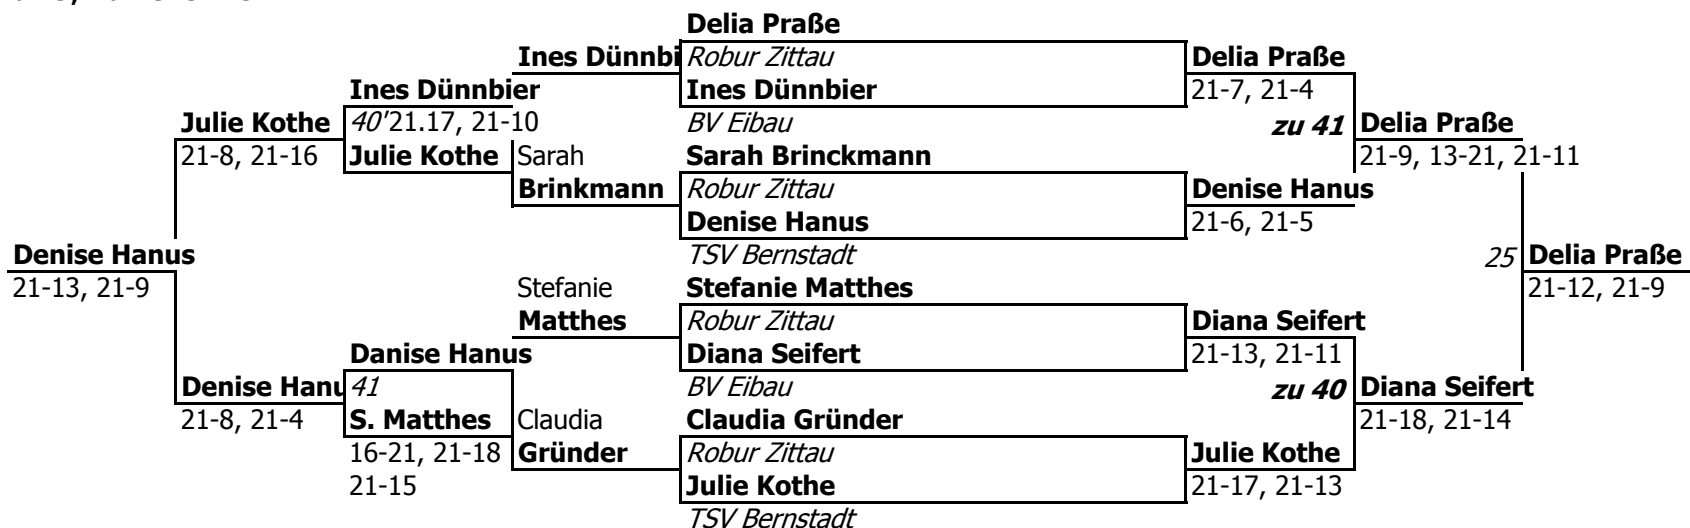 Delia Praße
Ines Dünnbi Robur Zittau Delia Praße
Ines Dünnbier Ines Dünnbier 21-7, 21-4
Julie Kothe 40'21.17, 21-10 BV Eibau zu 41 Delia Praße
21-8, 21-16 Julie Kothe Sarah Sarah Brinckmann 21-9, 13-21, 21-11
Brinkmann Robur Zittau Denise Hanus
Denise Hanus 21-6, 21-5
Denise Hanus TSV Bernstadt 25 Delia Praße
21-13, 21-9 Stefanie Stefanie Matthes 21-12, 21-9
Matthes Robur Zittau Diana Seifert
Danise Hanus Diana Seifert 21-13, 21-11
Denise Hanu 41 BV Eibau zu 40 Diana Seifert
21-8, 21-4 S. Matthes Claudia Claudia Gründer 21-18, 21-14
16-21, 21-18 Gründer Robur Zittau Julie Kothe
21-15 Julie Kothe 21-17, 21-13
TSV Bernstadt